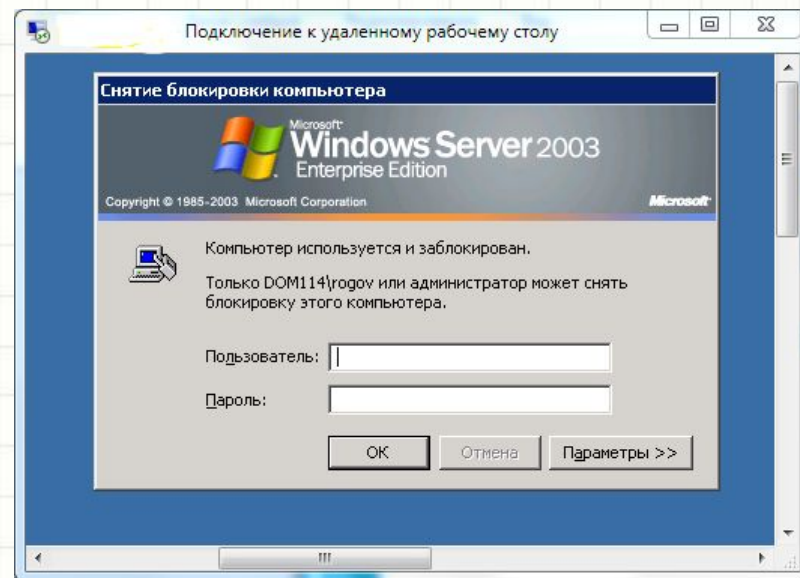 Подключение к удаленному рабочему столу
Снятие блокировки компьютера
Microsoft
Windows Server 2003
Enterprise Edition
Copyright © 1985-2003 Microsoft Corporation
Microsoft
Компьютер используется и заблокирован.
Только DOM114\rogov или администратор может снять
блокировку этого компьютера.
Пользователь:
Пароль:
ОК Отмена Параметры >>